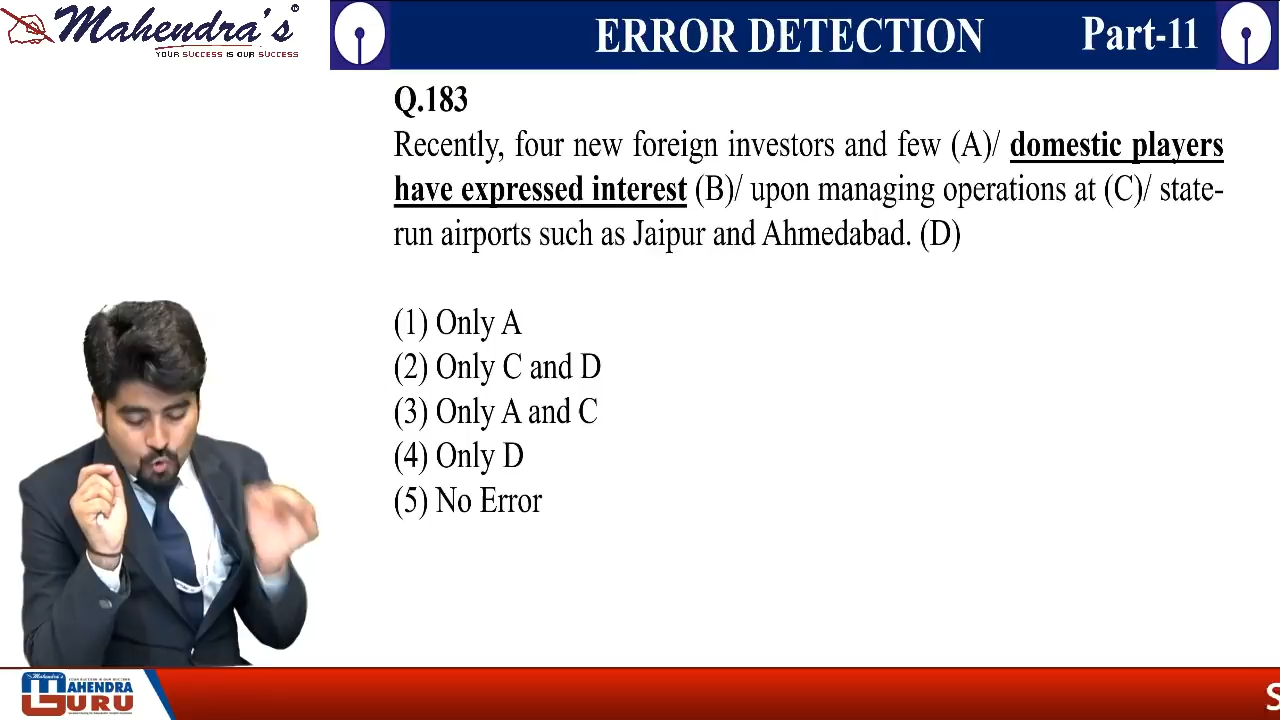 Mahendra's
YOUR SUCCESS IS OUR SUCCESS
ERROR DETECTION
Part-11
Q.183
Recently, four new foreign investors and few (A)/ domestic players
have expressed interest (B)/ upon managing operations at (C)/ state-
run airports such as Jaipur and Ahmedabad. (D)
(1) Only A
(2) Only C and D
(3) Only A and C
(4) Only D
(5) No Error
Mahendra's
MAHENDRA
GURU
S